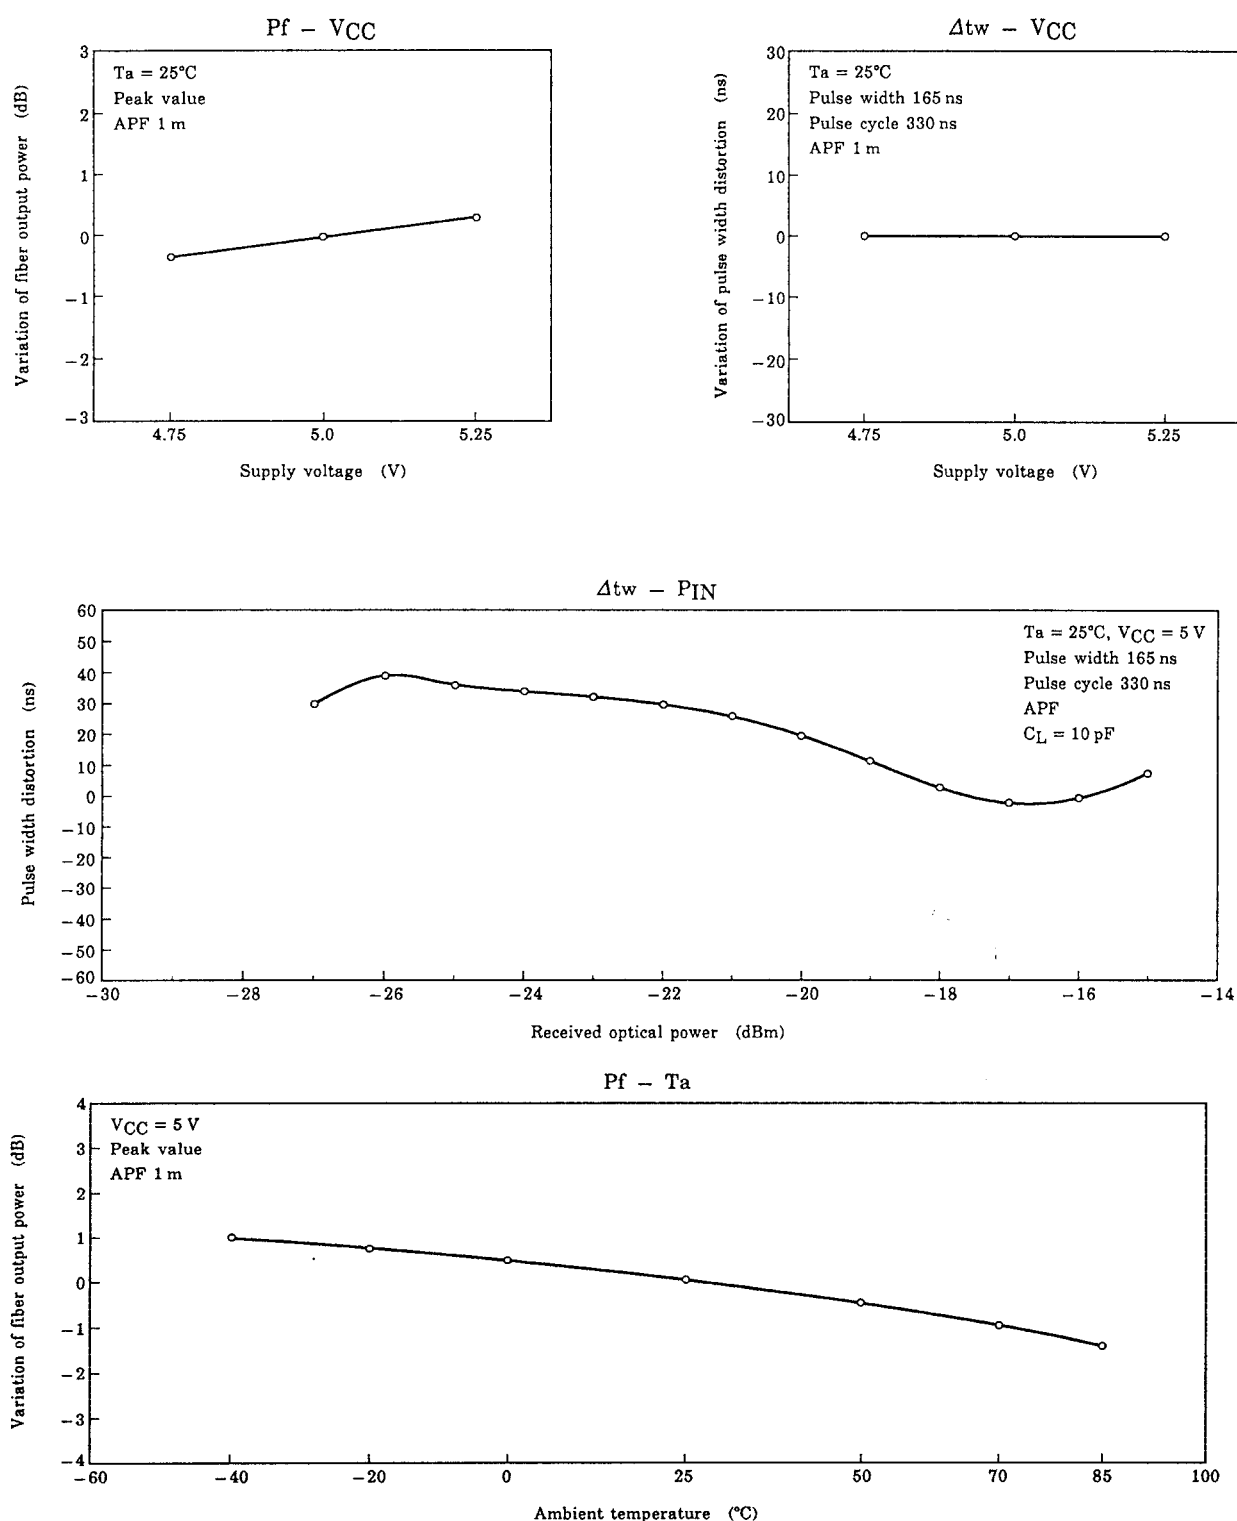 Pf − VCC
Variation of fiber output power (dB)
3
2
1
0
−1
−2
−3
Ta = 25°C
Peak value
APF 1 m
4.75
5.0
5.25
Supply voltage (V)
Δtw − VCC
Variation of pulse width distortion (ns)
30
20
10
0
−10
−20
−30
Ta = 25°C
Pulse width 165 ns
Pulse cycle 330 ns
APF 1 m
4.75
5.0
5.25
Supply voltage (V)
Δtw − PIN
Pulse width distortion (ns)
60
50
40
30
20
10
0
−10
−20
−30
−40
−50
−60
Ta = 25°C, VCC = 5 V
Pulse width 165 ns
Pulse cycle 330 ns
APF
CL = 10 pF
−30
−28
−26
−24
−22
−20
−18
−16
−14
Received optical power (dBm)
Pf − Ta
Variation of fiber output power (dB)
4
3
2
1
0
−1
−2
−3
−4
VCC = 5 V
Peak value
APF 1 m
−60
−40
−20
0
25
50
70
85
100
Ambient temperature (°C)